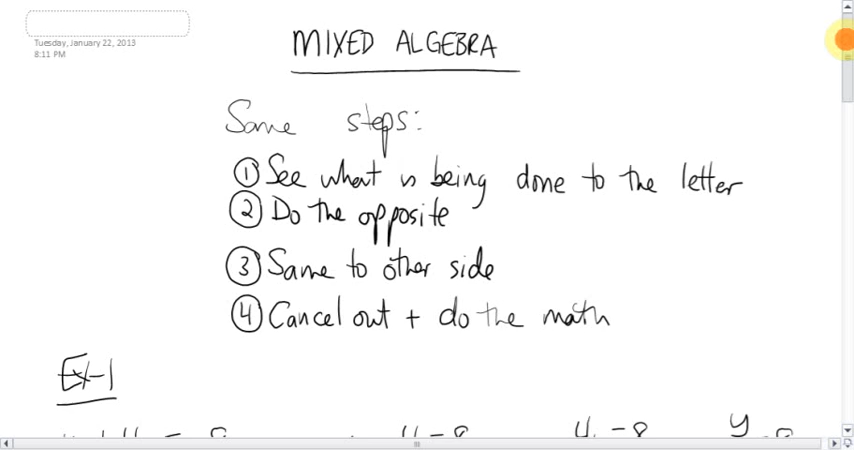 Tuesday, January 22, 2013
8:11 PM
MIXED ALGEBRA
Same steps:
① See what is being done to the letter
② Do the opposite
③ Same to other side
④ Cancel out + do the math
Ex-1